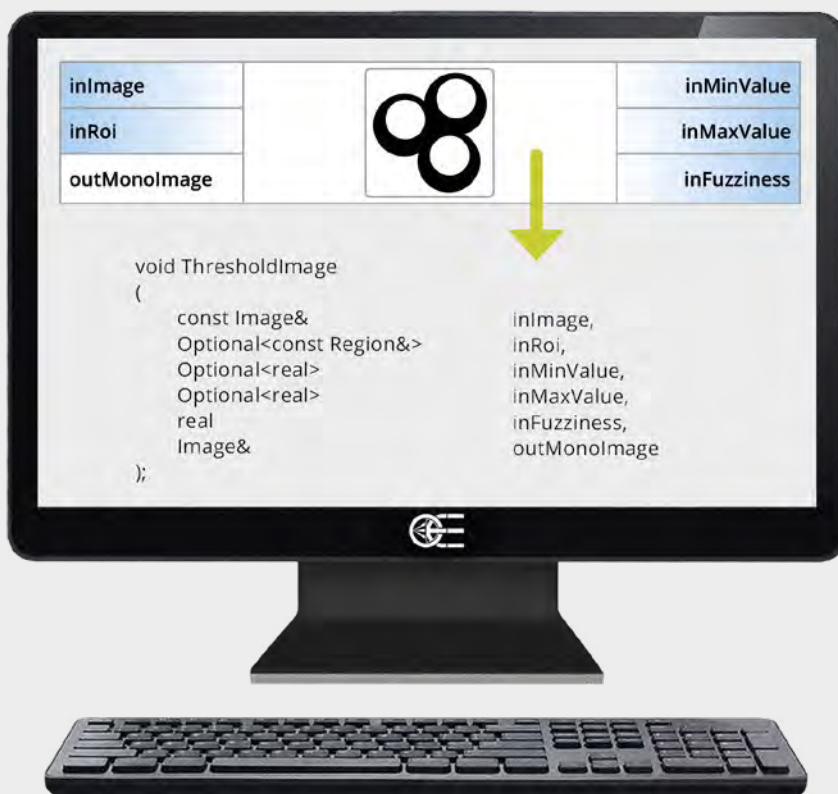 inImage
inMinValue
inRoi
inMaxValue
outMonoImage
inFuzziness
void ThresholdImage
(
const Image& inImage,
Optional<const Region&> inRoi,
Optional<real> inMinValue,
Optional<real> inMaxValue,
real inFuzziness,
Image& outMonoImage
);